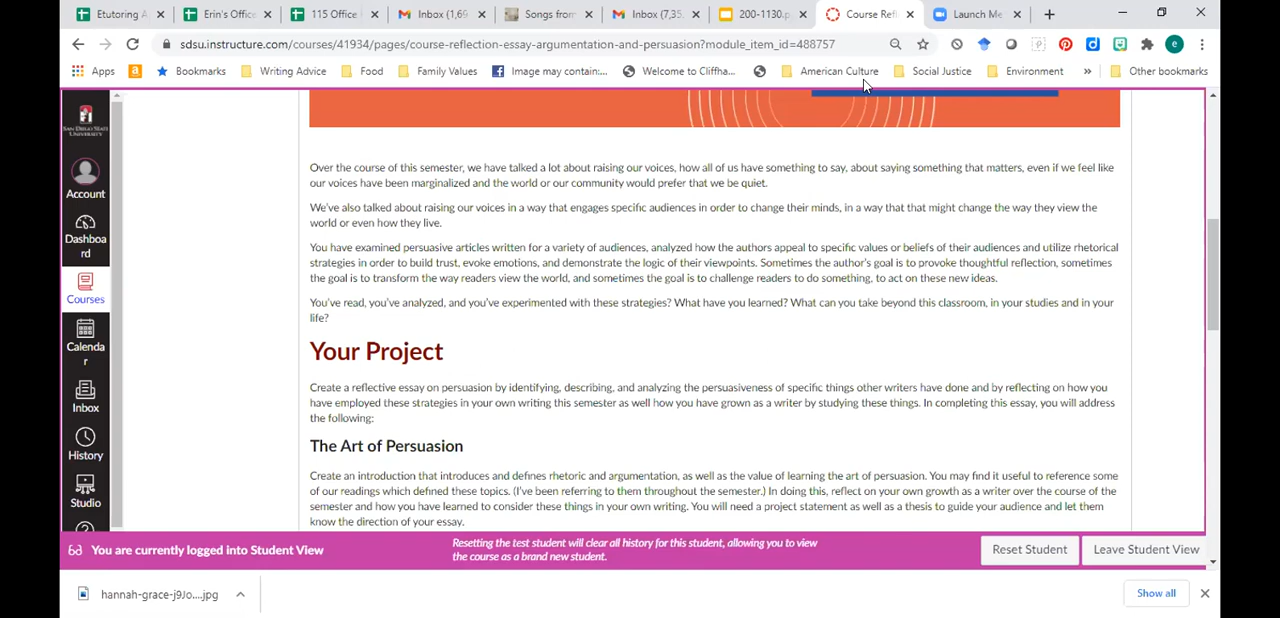 Etutoring A
Erin's Office
115 Office
Inbox (1,69
Songs from
Inbox (7,35,
200-1130.p
Course Refl
Launch Me
sdsu.instructure.com/courses/41934/pages/course-reflection-essay-argumentation-and-persuasion?module_item_id=488757
Apps
Bookmarks
Writing Advice
Food
Family Values
Image may contain:...
Welcome to Cliffha...
American Culture
Social Justice
Environment
»
Other bookmarks
SAN DIEGO STATE
UNIVERSITY
Account
Dashboa
rd
Courses
Calenda
r
Inbox
History
Studio
Over the course of this semester, we have talked a lot about raising our voices, how all of us have something to say, about saying something that matters, even if we feel like
our voices have been marginalized and the world or our community would prefer that we be quiet.
We've also talked about raising our voices in a way that engages specific audiences in order to change their minds, in a way that that might change the way they view the
world or even how they live.
You have examined persuasive articles written for a variety of audiences, analyzed how the authors appeal to specific values or beliefs of their audiences and utilize rhetorical
strategies in order to build trust, evoke emotions, and demonstrate the logic of their viewpoints. Sometimes the author's goal is to provoke thoughtful reflection, sometimes
the goal is to transform the way readers view the world, and sometimes the goal is to challenge readers to do something, to act on these new ideas.
You've read, you've analyzed, and you've experimented with these strategies? What have you learned? What can you take beyond this classroom, in your studies and in your
life?
Your Project
Create a reflective essay on persuasion by identifying, describing, and analyzing the persuasiveness of specific things other writers have done and by reflecting on how you
have employed these strategies in your own writing this semester as well how you have grown as a writer by studying these things. In completing this essay, you will address
the following:
The Art of Persuasion
Create an introduction that introduces and defnes rhetoric and argumentation, as well as the value of learning the art of persuasion. You may find it useful to reference some
of our readings which defined these topics. (I've been referring to them throughout the semester.) In doing this, reflect on your own growth as a writer over the course of the
semester and how you have learned to consider these things in your own writing. You will need a project statement as well as a thesis to guide your audience and let them
know the direction of your essay.
You are currently logged into Student View
Resetting the test student will clear all history for this student, allowing you to view
the course as a brand new student.
Reset Student
Leave Student View
hannah-grace-j9Jo....jpg
Show all